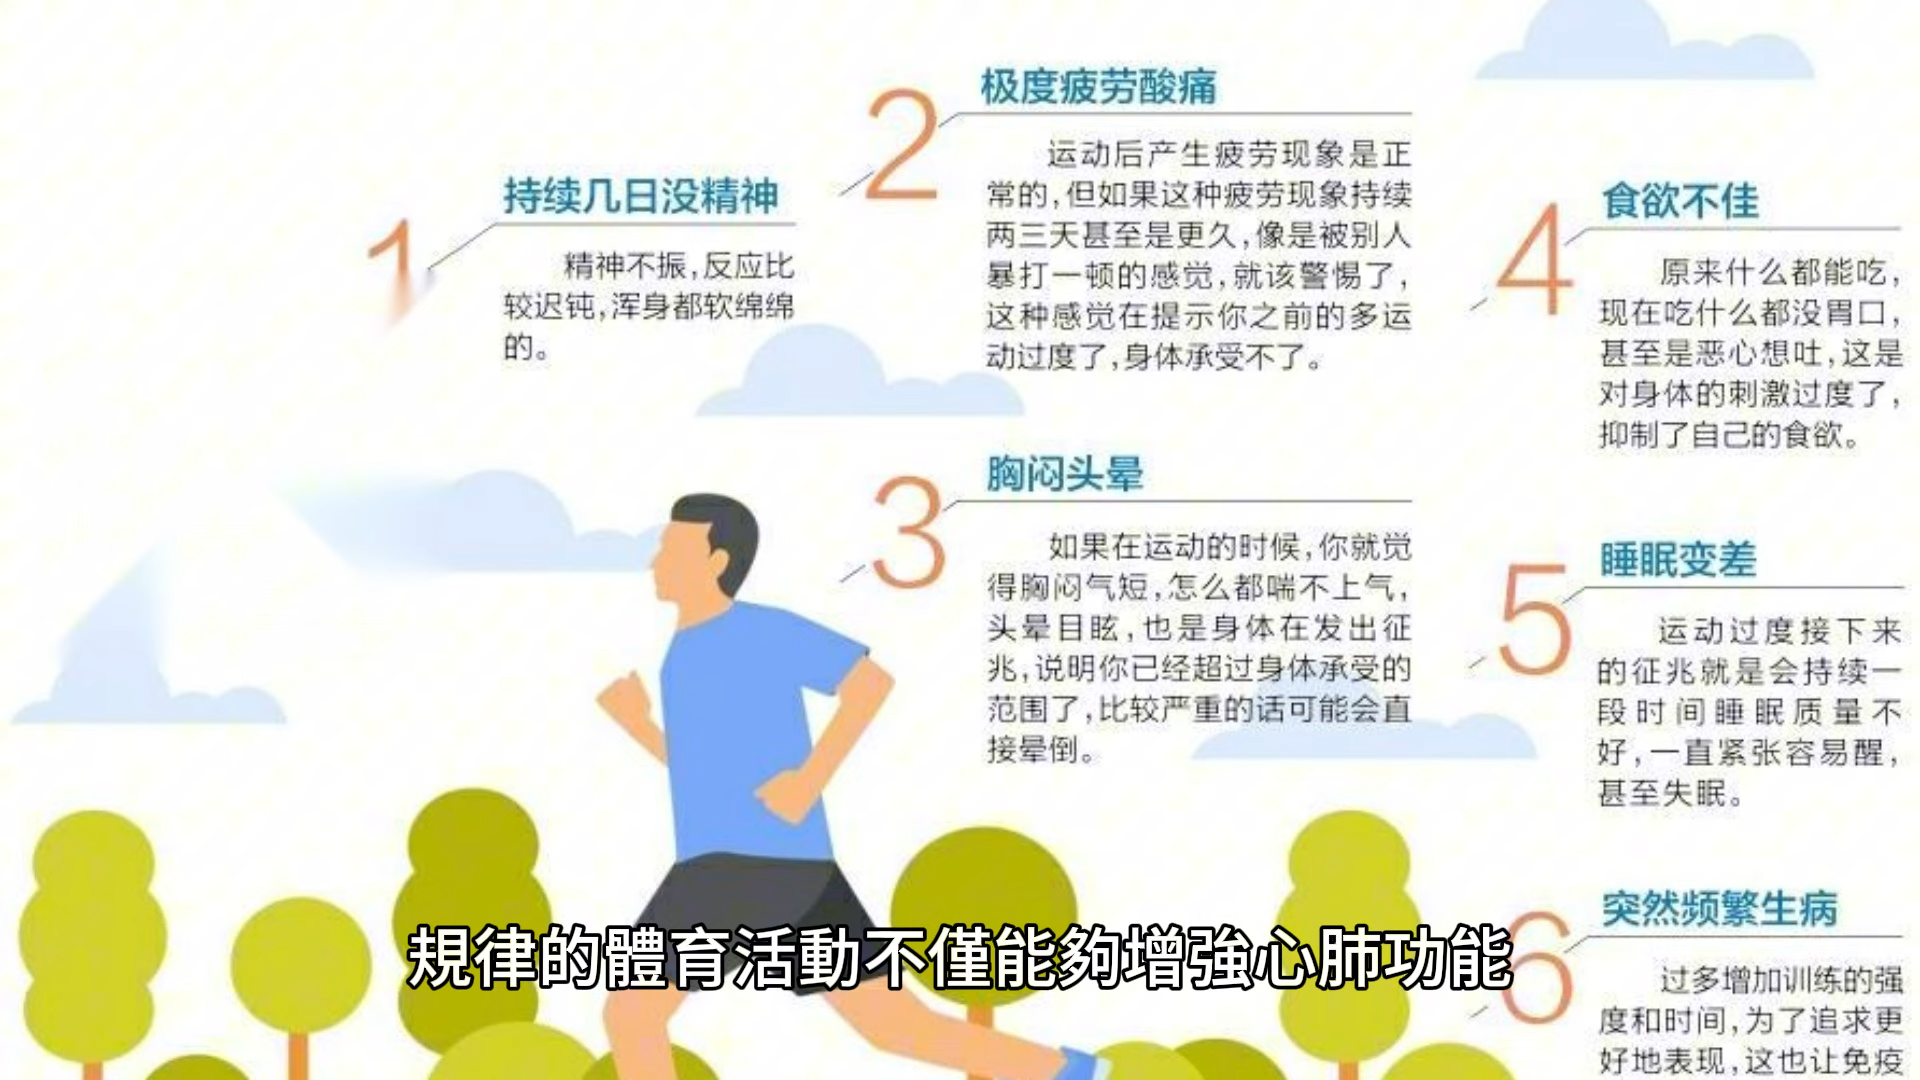 1
持续几日没精神
精神不振,反应比
较迟钝,浑身都软绵绵
的。
2
极度疲劳酸痛
运动后产生疲劳现象是正
常的,但如果这种疲劳现象持续
两三天甚至是更久,像是被别人
暴打一顿的感觉,就该警惕了,
这种感觉在提示你之前的多运
动过度了,身体承受不了。
3
胸闷头晕
如果在运动的时候,你就觉
得胸闷气短,怎么都喘不上气,
头晕目眩,也是身体在发出征
兆,说明你已经超过身体承受的
范围了,比较严重的话可能会直
接晕倒。
4
食欲不佳
原来什么都能吃,
现在吃什么都没胃口,
甚至是恶心想吐,这是
对身体的刺激过度了,
抑制了自己的食欲。
5
睡眠变差
运动过度接下来
的征兆就是会持续一
段时间睡眠质量不
好,一直紧张容易醒,
甚至失眠。
6
突然频繁生病
过多增加训练的强
度和时间,为了追求更
好地表现,这也让免疫
規律的體育活動不僅能夠增強心肺功能